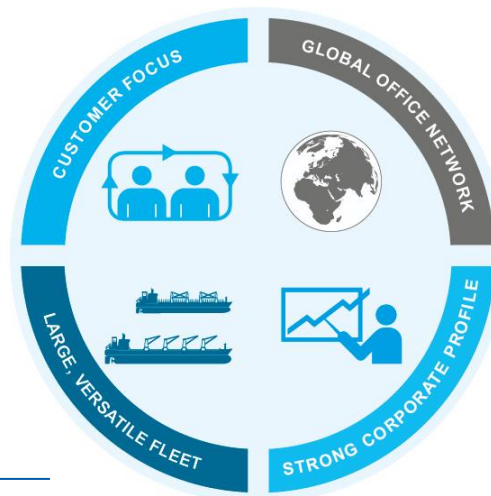 CUSTOMER FOCUS
GLOBAL OFFICE NETWORK
LARGE, VERSATILE FLEET
STRONG CORPORATE PROFILE